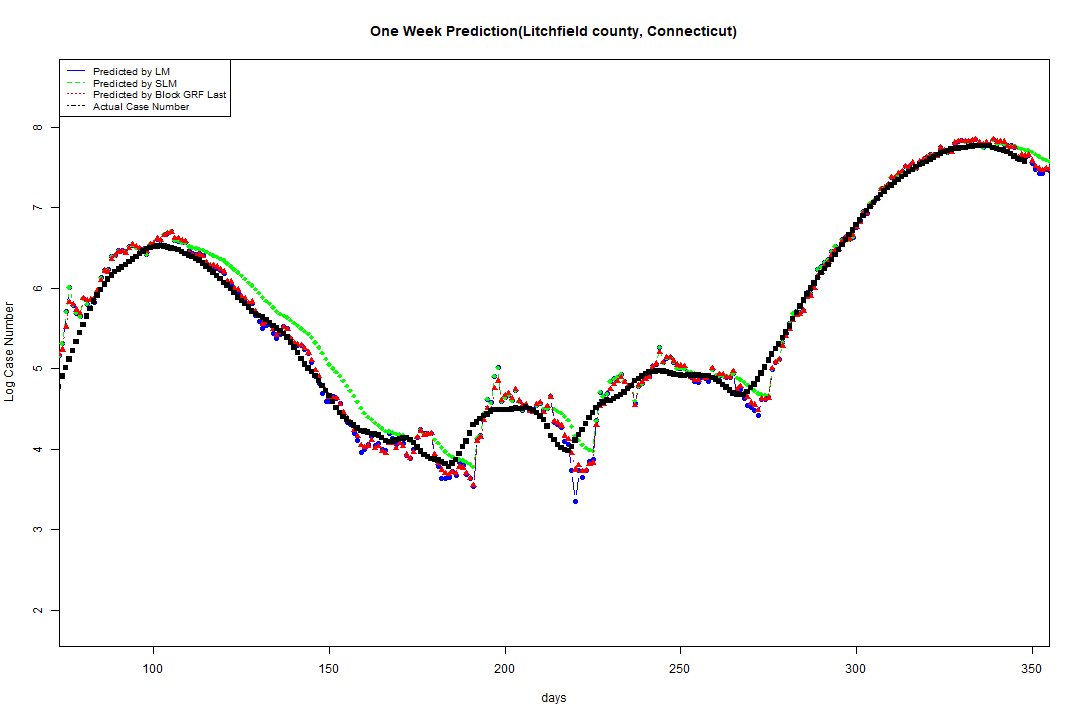 One Week Prediction(Litchfield county, Connecticut)
Predicted by LM
Predicted by SLM
Predicted by Block GRF Last
Actual Case Number
Log Case Number
8
7
6
5
4
3
2
100 150 200 250 300 350
days